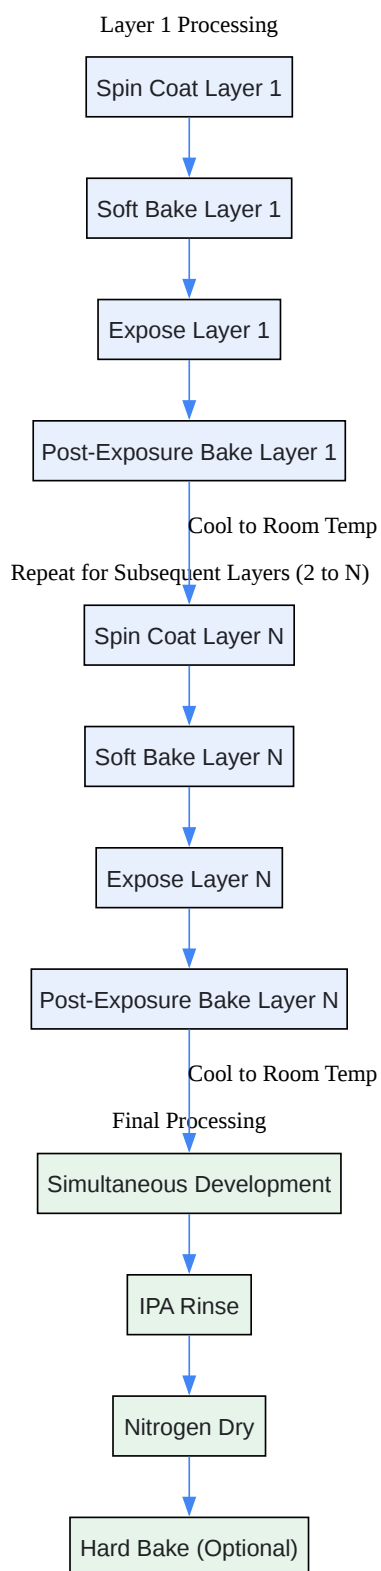 Layer 1 Processing
Spin Coat Layer 1
Soft Bake Layer 1
Expose Layer 1
Post-Exposure Bake Layer 1
Cool to Room Temp
Repeat for Subsequent Layers (2 to N)
Spin Coat Layer N
Soft Bake Layer N
Expose Layer N
Post-Exposure Bake Layer N
Cool to Room Temp
Final Processing
Simultaneous Development
IPA Rinse
Nitrogen Dry
Hard Bake (Optional)